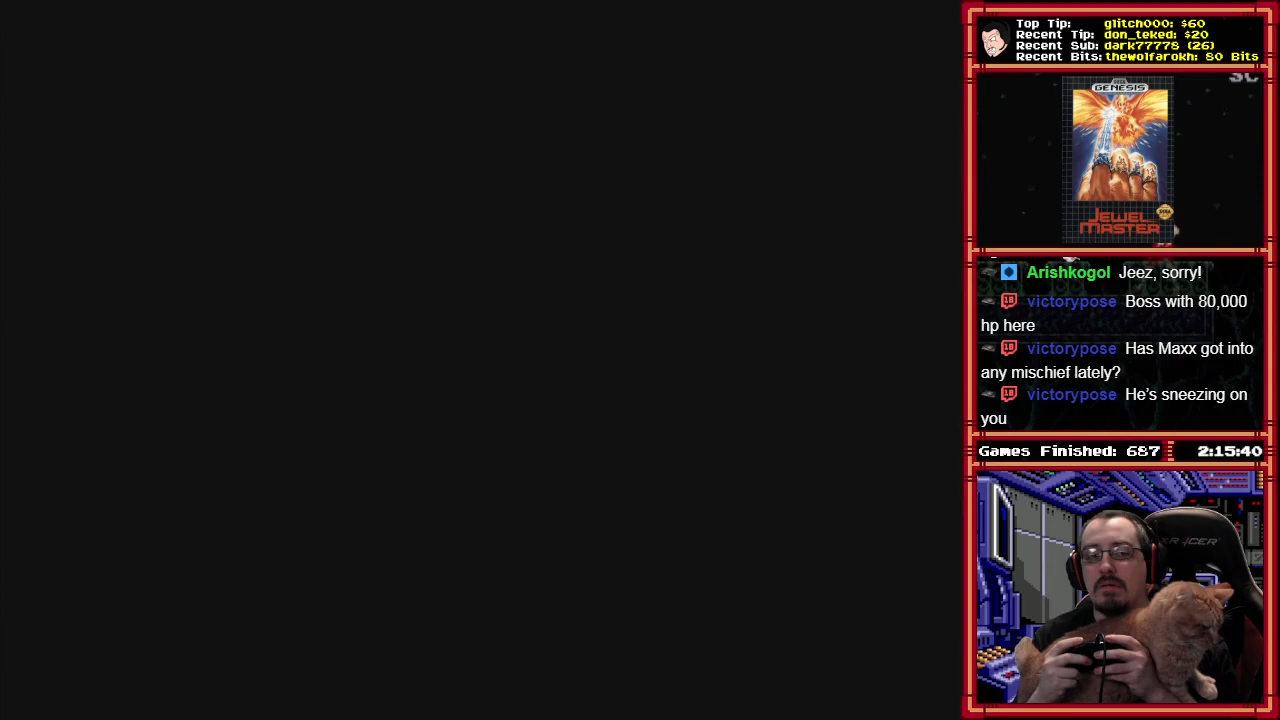 Top Tip: glitch000: $60
Recent Tip: don_teked: $20
Recent Sub: dark77778 (26)
Recent Bits: thewolfarokh: 80 Bits
SEGA
GENESIS
JEWEL
MASTER
Arishkogol Jeez, sorry!
victorypose Boss with 80,000
hp here
victorypose Has Maxx got into
any mischief lately?
victorypose He's sneezing on
you
Games Finished: 687 2:15:40